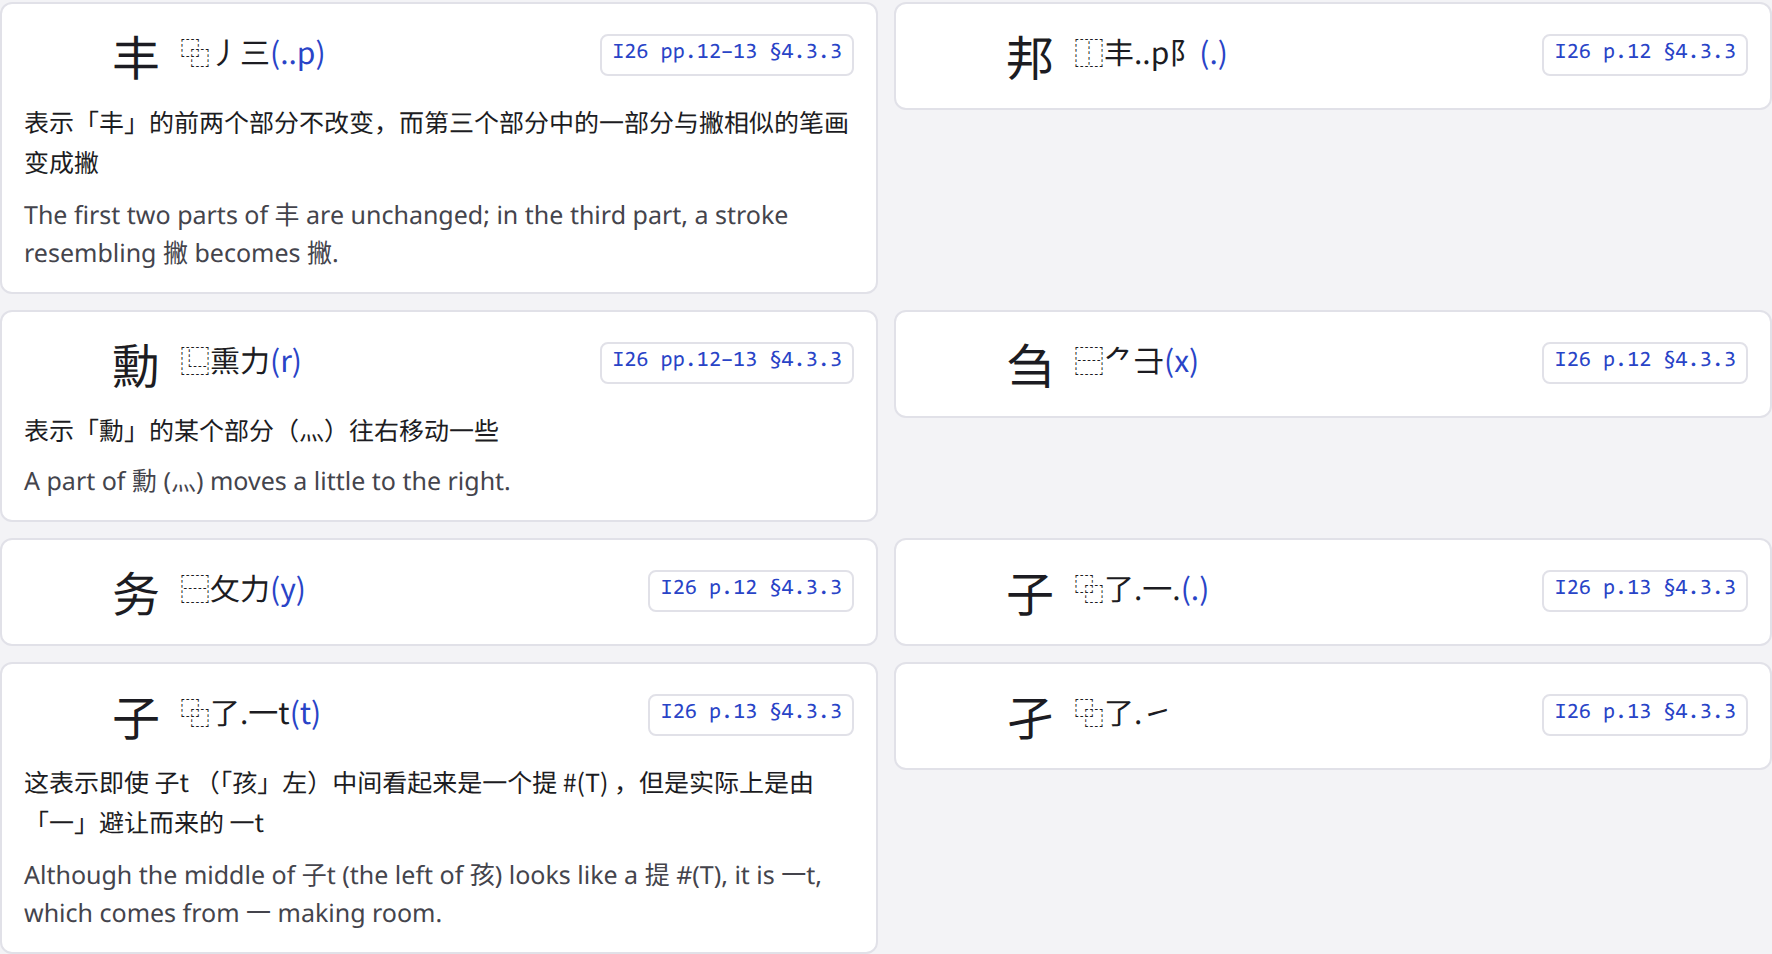 丰 ⿻丿三(..p) I26 pp.12–13 §4.3.3
表示「丰」的前两个部分不改变，而第三个部分中的一部分与撇相似的笔画
变成撇
The first two parts of 丰 are unchanged; in the third part, a stroke
resembling 撇 becomes 撇.
邦 ⿰丰..p阝(.) I26 p.12 §4.3.3
勳 ⿺熏力(r) I26 pp.12–13 §4.3.3
表示「勳」的某个部分（灬）往右移动一些
A part of 勳 (灬) moves a little to the right.
刍 ⿱⺈彐(x) I26 p.12 §4.3.3
务 ⿱攵力(y) I26 p.12 §4.3.3
子 ⿻了.一.(.) I26 p.13 §4.3.3
子 ⿻了.一t(t) I26 p.13 §4.3.3
这表示即使 子t （「孩」左）中间看起来是一个提 #(T) ，但是实际上是由
「一」避让而来的 一t
Although the middle of 子t (the left of 孩) looks like a 提 #(T), it is 一t,
which comes from 一 making room.
孑 ⿻了.㇀ I26 p.13 §4.3.3